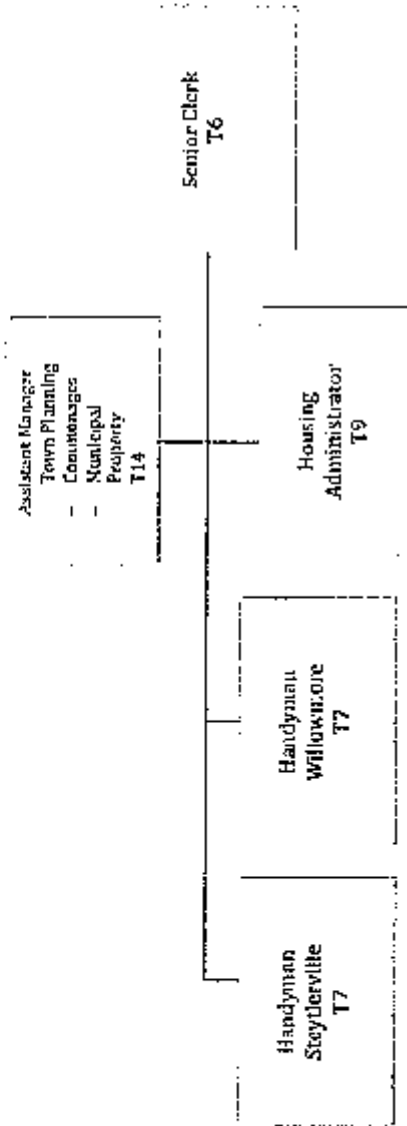 Assistant Manager
Town Planning
– Commonages
– Municipal
Property
T14
Senior Clerk
T6
Housing
Administrator
T9
Handyman
Willowmore
T7
Handyman
Steytlerville
T7